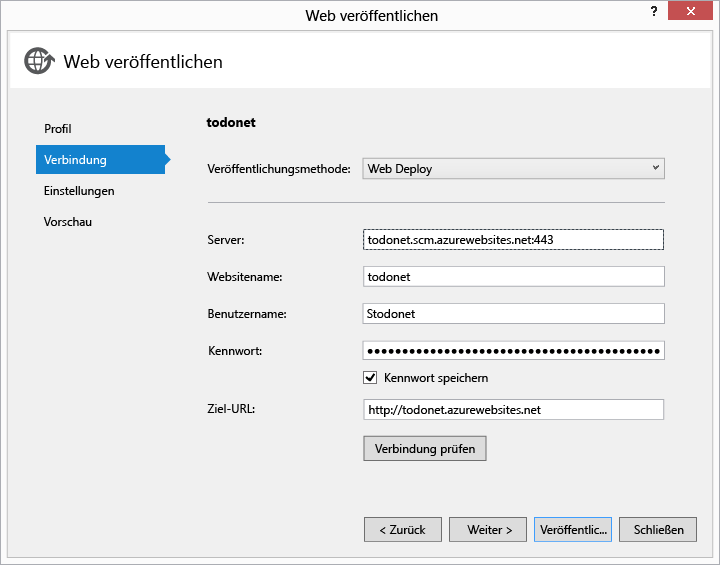 Web veröffentlichen
?
Web veröffentlichen
Profil
Verbindung
Einstellungen
Vorschau
todonet
Veröffentlichungsmethode: Web Deploy
Server: todonet.scm.azurewebsites.net:443
Websitename: todonet
Benutzername: Stodonet
Kennwort: ●●●●●●●●●●●●●●●●●●●●●●●●●●●●●●●●●●●●●●●●●●
Kennwort speichern
Ziel-URL: http://todonet.azurewebsites.net
Verbindung prüfen
< Zurück Weiter > Veröffentlic... Schließen